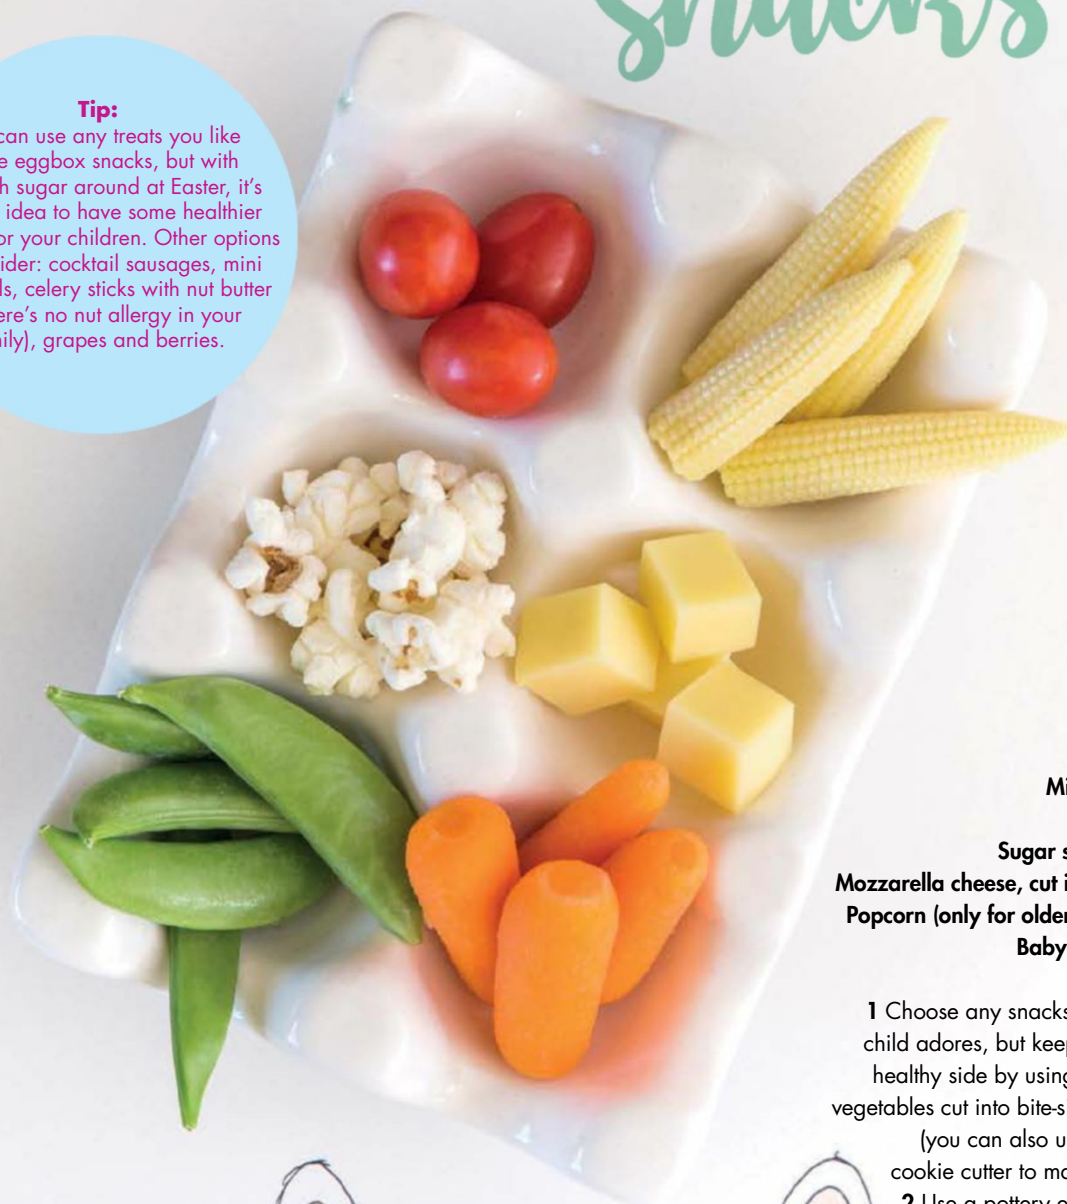 snacks
Tip:
can use any treats you like
e eggbox snacks, but with
h sugar around at Easter, it's
idea to have some healthier
or your children. Other options
ider: cocktail sausages, mini
ls, celery sticks with nut butter
ere's no nut allergy in your
ily), grapes and berries.
Mi
Sugar s
Mozzarella cheese, cut i
Popcorn (only for older
Baby
1 Choose any snacks
child adores, but keep
healthy side by using
vegetables cut into bite-s
(you can also u
cookie cutter to ma
2 Use a pottery